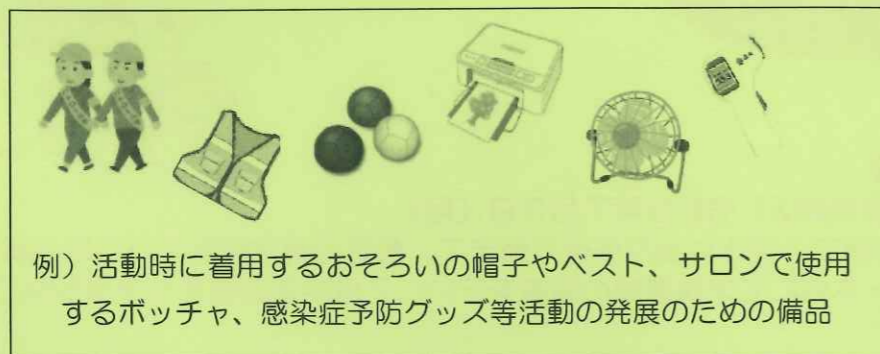 例）活動時に着用するおそろいの帽子やベスト、サロンで使用
するボッチャ、感染症予防グッズ等活動の発展のための備品